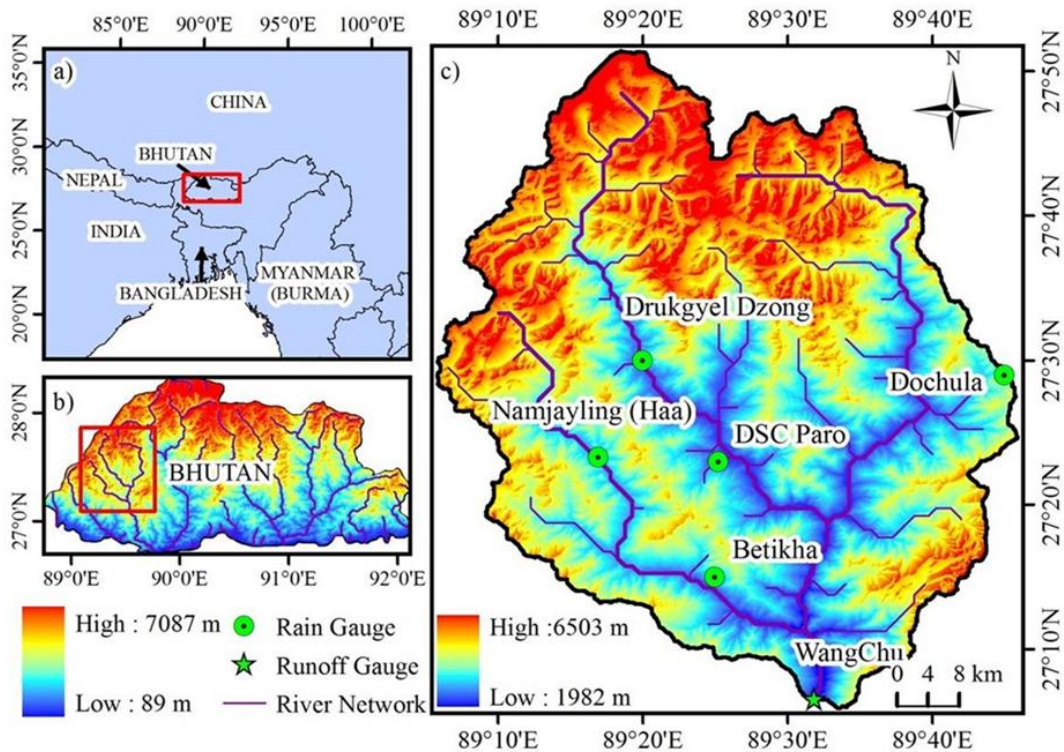 85°0'E 90°0'E 95°0'E 100°0'E
35°0'N
30°0'N
25°0'N
20°0'N
a)
CHINA
BHUTAN
NEPAL
INDIA
MYANMAR
(BURMA)
BANGLADESH
b)
28°0'N
27°0'N
BHUTAN
89°0'E 90°0'E 91°0'E 92°0'E
High : 7087 m
Low : 89 m
Rain Gauge
Runoff Gauge
River Network
89°10'E 89°20'E 89°30'E 89°40'E
c)
N
27°50'N
27°40'N
27°30'N
27°20'N
27°10'N
Drukgyel Dzong
Dochula
Namjayling (Haa)
DSC Paro
Betikha
WangChu
High :6503 m
Low : 1982 m
0 4 8 km
89°10'E 89°20'E 89°30'E 89°40'E